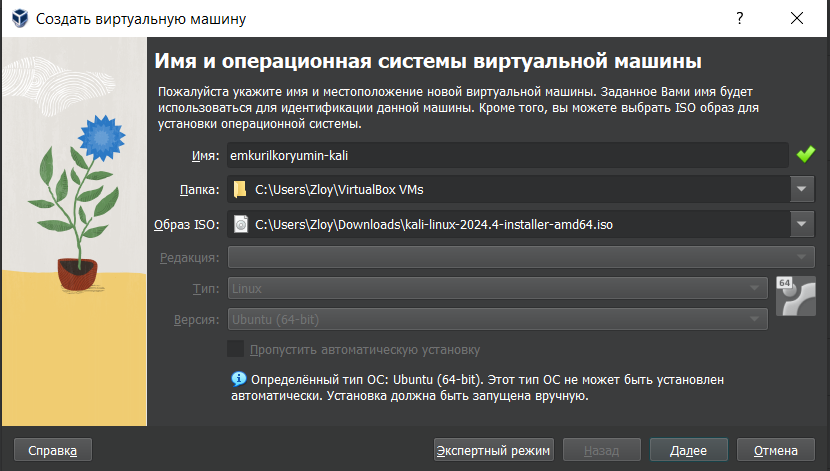 Создать виртуальную машину
?
Имя и операционная системы виртуальной машины
Пожалуйста укажите имя и местоположение новой виртуальной машины. Заданное Вами имя будет
использоваться для идентификации данной машины. Кроме того, вы можете выбрать ISO образ для
установки операционной системы.
Имя: emkurilkoryumin-kali
Папка: C:\Users\Zloy\VirtualBox VMs
Образ ISO: C:\Users\Zloy\Downloads\kali-linux-2024.4-installer-amd64.iso
Редакция:
Тип: Linux 64
Версия: Ubuntu (64-bit)
Пропустить автоматическую установку
Определённый тип ОС: Ubuntu (64-bit). Этот тип ОС не может быть установлен
автоматически. Установка должна быть запущена вручную.
Справка Экспертный режим Назад Далее Отмена